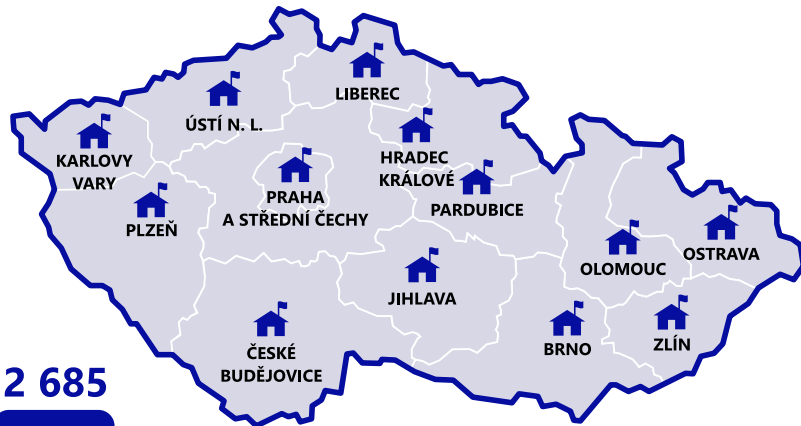 LIBEREC
ÚSTÍ N. L.
KARLOVY
VARY
HRADEC
KRÁLOVÉ
PRAHA
A STŘEDNÍ ČECHY
PARDUBICE
PLZEŇ
OSTRAVA
OLOMOUC
JIHLAVA
ČESKÉ
BUDĚJOVICE
BRNO
ZLÍN
2 685